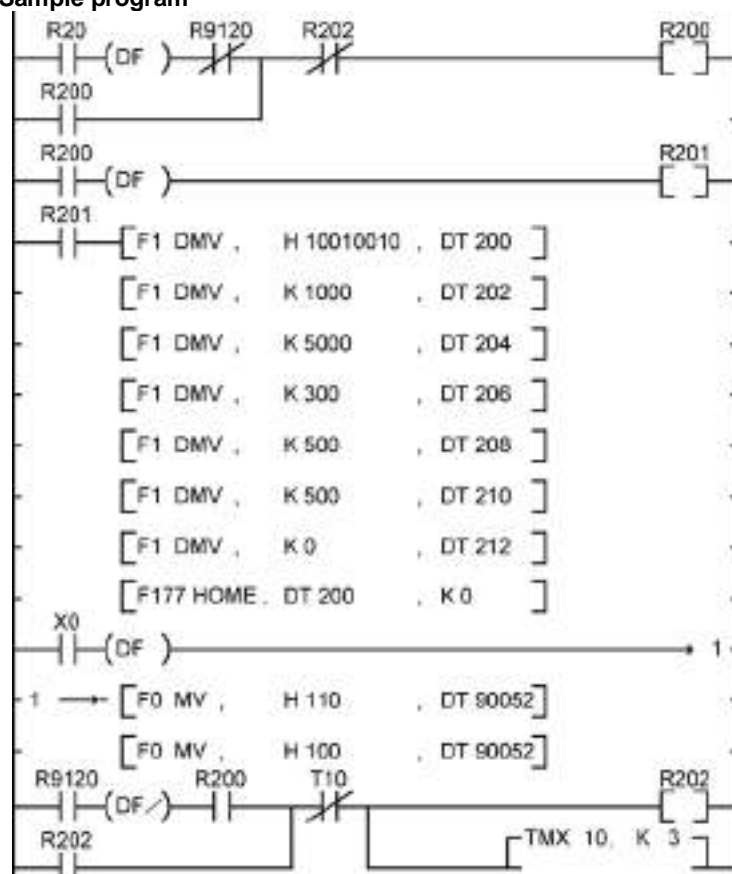 Sample program
R20 R9120 R202 R200
(DF )
R200
R200 R201
(DF )
R201
F1 DMV , H 10010010 , DT 200
F1 DMV , K 1000 , DT 202
F1 DMV , K 5000 , DT 204
F1 DMV , K 300 , DT 206
F1 DMV , K 500 , DT 208
F1 DMV , K 500 , DT 210
F1 DMV , K 0 , DT 212
F177 HOME , DT 200 , K 0
X0
(DF ) 1
1 F0 MV , H 110 , DT 90052
F0 MV , H 100 , DT 90052
R9120 R200 T10 R202
(DF/)
R202 TMX 10, K 3